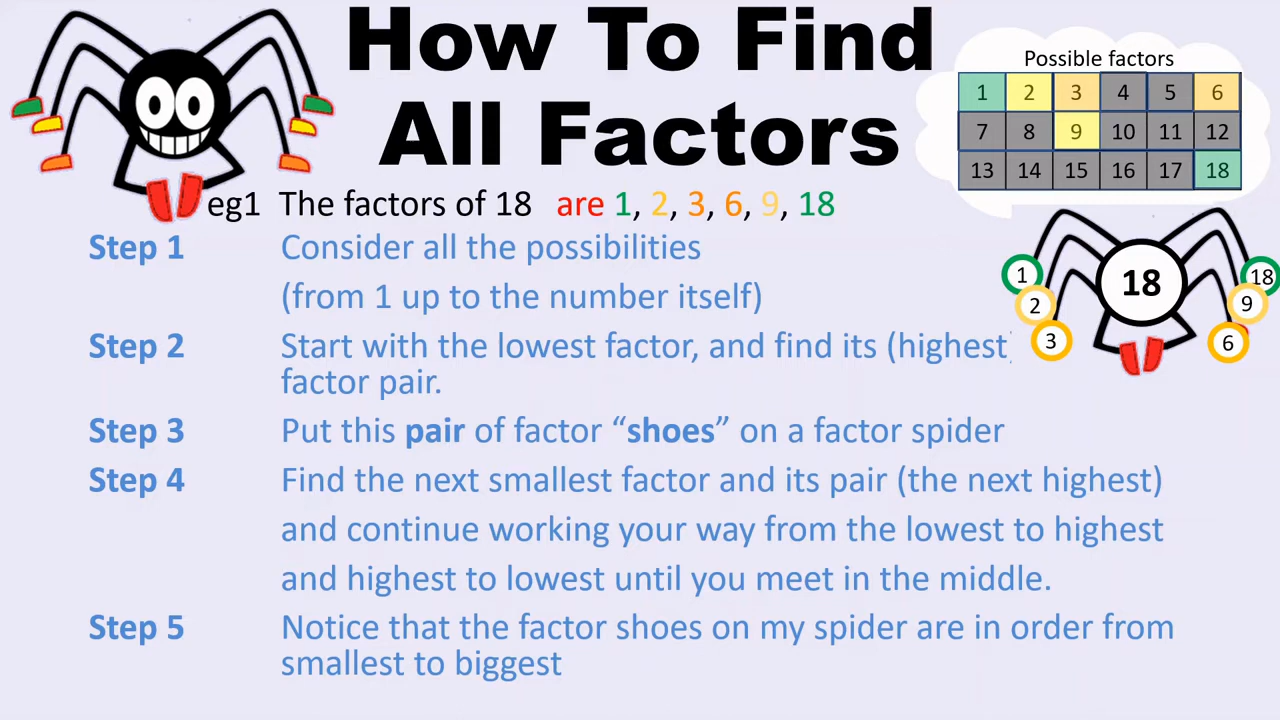 How To Find
All Factors
Possible factors
1 2 3 4 5 6
7 8 9 10 11 12
13 14 15 16 17 18
eg1 The factors of 18 are 1, 2, 3, 6, 9, 18
Step 1 Consider all the possibilities
(from 1 up to the number itself)
Step 2 Start with the lowest factor, and find its (highest)
factor pair.
Step 3 Put this pair of factor “shoes” on a factor spider
Step 4 Find the next smallest factor and its pair (the next highest)
and continue working your way from the lowest to highest
and highest to lowest until you meet in the middle.
Step 5 Notice that the factor shoes on my spider are in order from
smallest to biggest
18
1 18
2 9
3 6